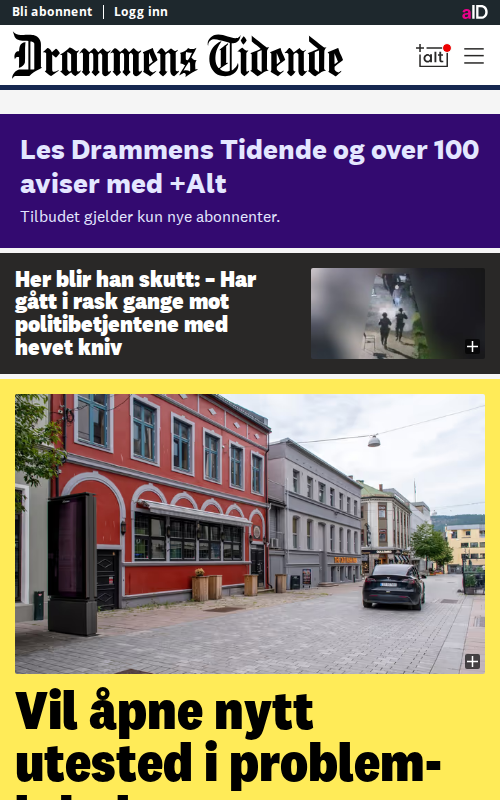 Bli abonnent | Logg inn
aID
Drammens Tidende
+alt
Les Drammens Tidende og over 100
aviser med +Alt
Tilbudet gjelder kun nye abonnenter.
Her blir han skutt: – Har
gått i rask gange mot
politibetjentene med
hevet kniv
Vil åpne nytt
utested i problem-